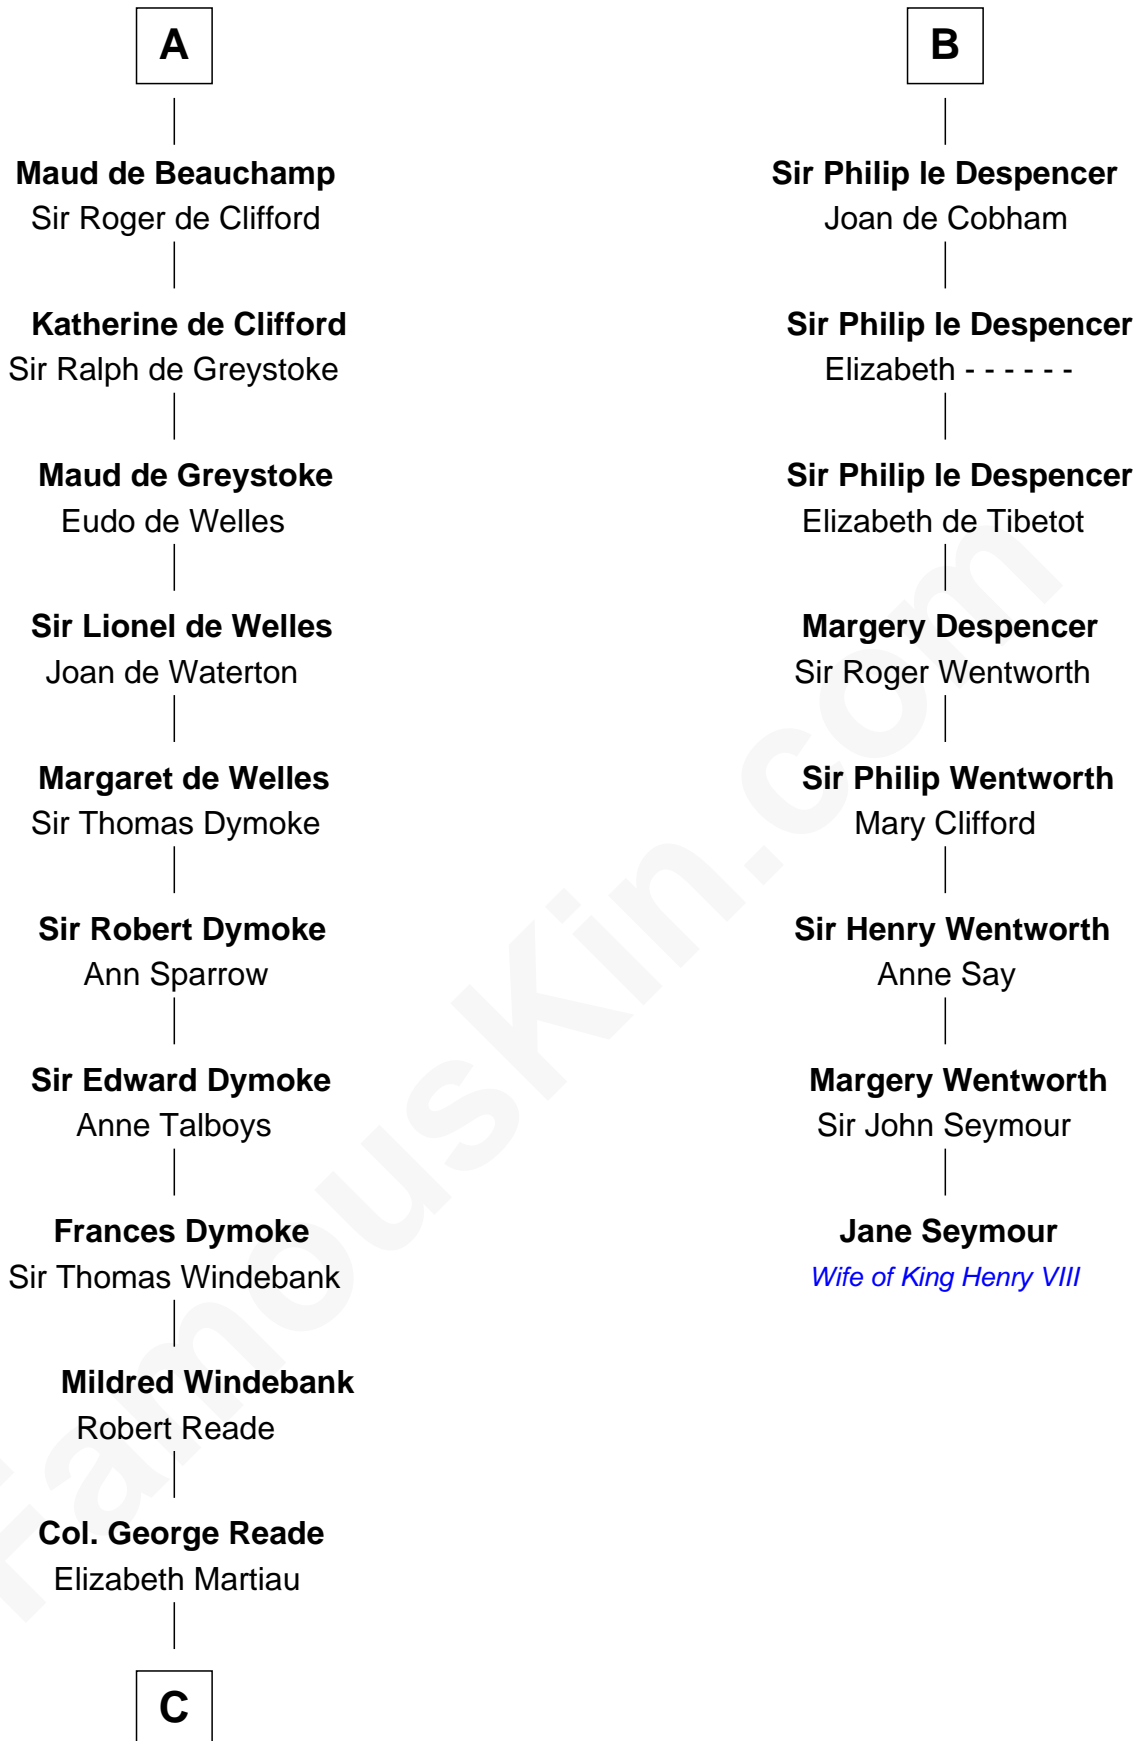 A
Maud de Beauchamp
Sir Roger de Clifford
Katherine de Clifford
Sir Ralph de Greystoke
Maud de Greystoke
Eudo de Welles
Sir Lionel de Welles
Joan de Waterton
Margaret de Welles
Sir Thomas Dymoke
Sir Robert Dymoke
Ann Sparrow
Sir Edward Dymoke
Anne Talboys
Frances Dymoke
Sir Thomas Windebank
Mildred Windebank
Robert Reade
Col. George Reade
Elizabeth Martiau
C
B
Sir Philip le Despencer
Joan de Cobham
Sir Philip le Despencer
Elizabeth - - - - - -
Sir Philip le Despencer
Elizabeth de Tibetot
Margery Despencer
Sir Roger Wentworth
Sir Philip Wentworth
Mary Clifford
Sir Henry Wentworth
Anne Say
Margery Wentworth
Sir John Seymour
Jane Seymour
Wife of King Henry VIII
FamousKin.com